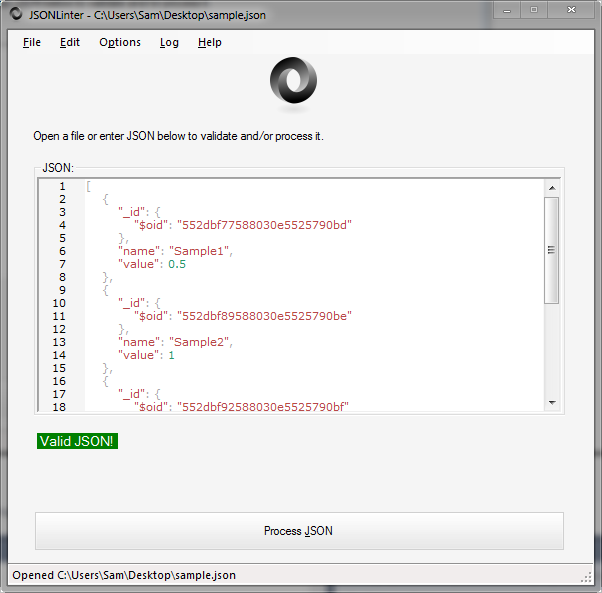 JSONLinter - C:\Users\Sam\Desktop\sample.json
File Edit Options Log Help
Open a file or enter JSON below to validate and/or process it.
JSON:
1 [
2 {
3 "_id": {
4 "$oid": "552dbf77588030e5525790bd"
5 },
6 "name": "Sample1",
7 "value": 0.5
8 },
9 {
10 "_id": {
11 "$oid": "552dbf89588030e5525790be"
12 },
13 "name": "Sample2",
14 "value": 1
15 },
16 {
17 "_id": {
18 "$oid": "552dbf92588030e5525790bf"
Valid JSON!
Process JSON
Opened C:\Users\Sam\Desktop\sample.json